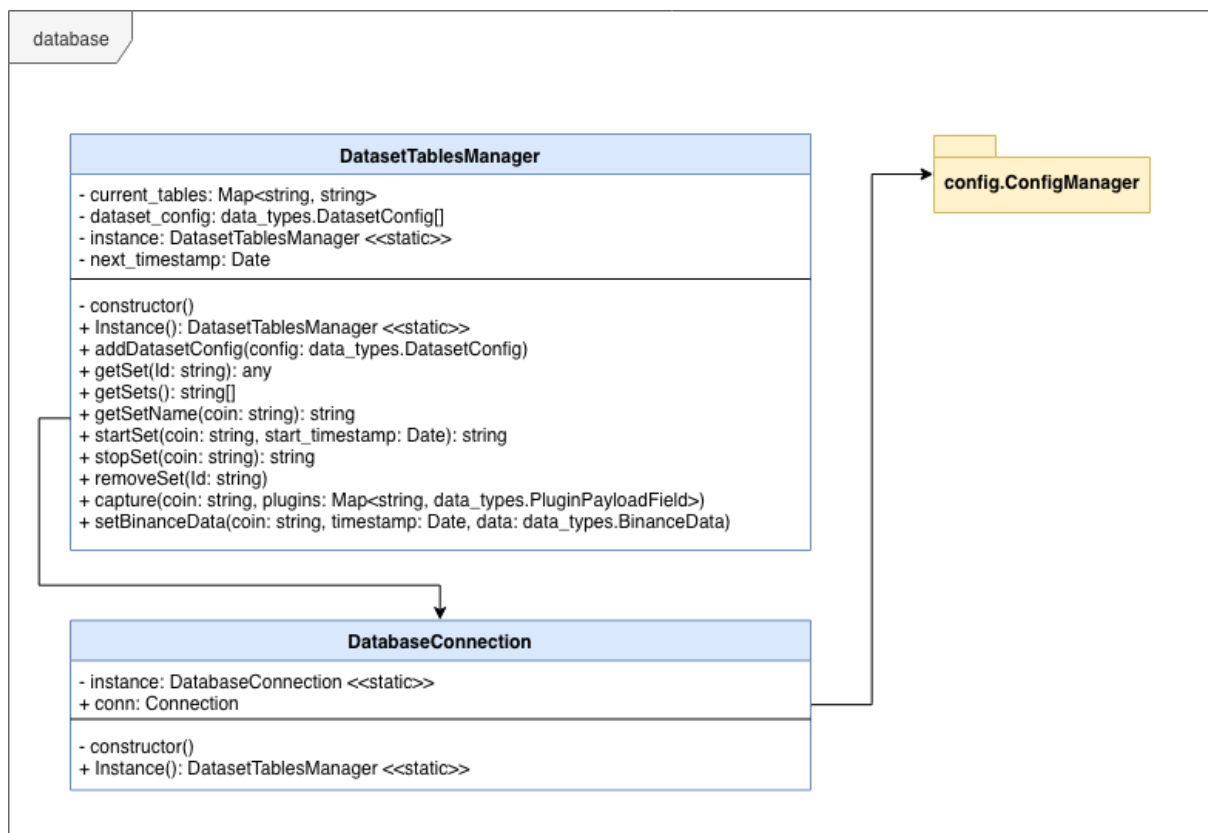 database
DatasetTablesManager
- current_tables: Map<string, string>
- dataset_config: data_types.DatasetConfig[]
- instance: DatasetTablesManager <<static>>
- next_timestamp: Date
- constructor()
+ Instance(): DatasetTablesManager <<static>>
+ addDatasetConfig(config: data_types.DatasetConfig)
+ getSet(Id: string): any
+ getSets(): string[]
+ getSetName(coin: string): string
+ startSet(coin: string, start_timestamp: Date): string
+ stopSet(coin: string): string
+ removeSet(Id: string)
+ capture(coin: string, plugins: Map<string, data_types.PluginPayloadField>)
+ setBinanceData(coin: string, timestamp: Date, data: data_types.BinanceData)
config.ConfigManager
DatabaseConnection
- instance: DatabaseConnection <<static>>
+ conn: Connection
- constructor()
+ Instance(): DatasetTablesManager <<static>>